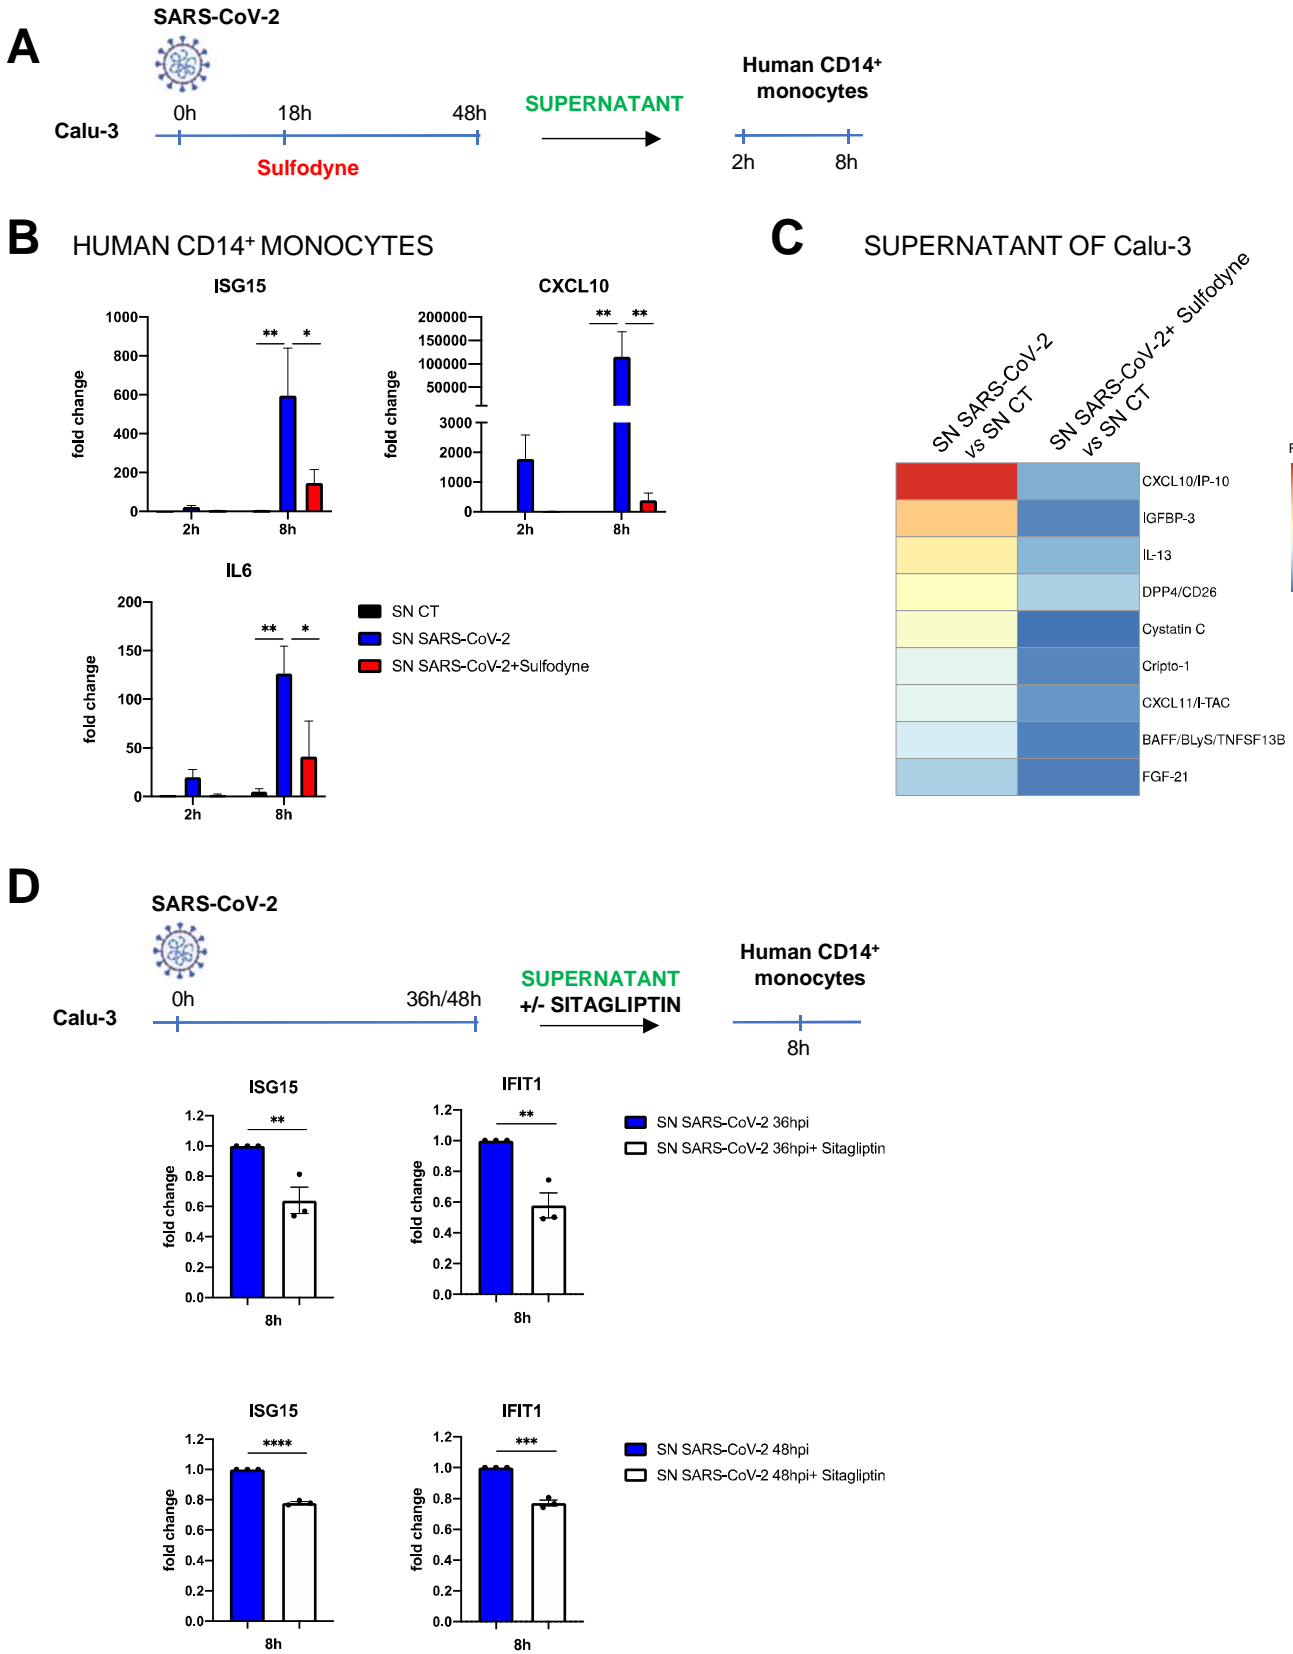 A
SARS-CoV-2
0h
18h
48h
Calu-3
Sulfodyne
SUPERNATANT
Human CD14+
monocytes
2h
8h
B
HUMAN CD14+ MONOCYTES
ISG15
fold change
1000
800
600
400
200
0
**
*
2h
8h
CXCL10
fold change
200000
150000
100000
50000
3000
2000
1000
0
**
**
2h
8h
IL6
fold change
200
150
100
50
0
**
*
2h
8h
SN CT
SN SARS-CoV-2
SN SARS-CoV-2+Sulfodyne
C
SUPERNATANT OF Calu-3
SN SARS-CoV-2
vs SN CT
SN SARS-CoV-2+ Sulfodyne
vs SN CT
CXCL10/IP-10
IGFBP-3
IL-13
DPP4/CD26
Cystatin C
Cripto-1
CXCL11/I-TAC
BAFF/BLyS/TNFSF13B
FGF-21
D
SARS-CoV-2
0h
36h/48h
Calu-3
SUPERNATANT
+/- SITAGLIPTIN
Human CD14+
monocytes
8h
ISG15
fold change
1.2
1.0
0.8
0.6
0.4
0.2
0.0
**
8h
IFIT1
fold change
1.2
1.0
0.8
0.6
0.4
0.2
0.0
**
8h
SN SARS-CoV-2 36hpi
SN SARS-CoV-2 36hpi+ Sitagliptin
ISG15
fold change
1.2
1.0
0.8
0.6
0.4
0.2
0.0
****
8h
IFIT1
fold change
1.2
1.0
0.8
0.6
0.4
0.2
0.0
***
8h
SN SARS-CoV-2 48hpi
SN SARS-CoV-2 48hpi+ Sitagliptin